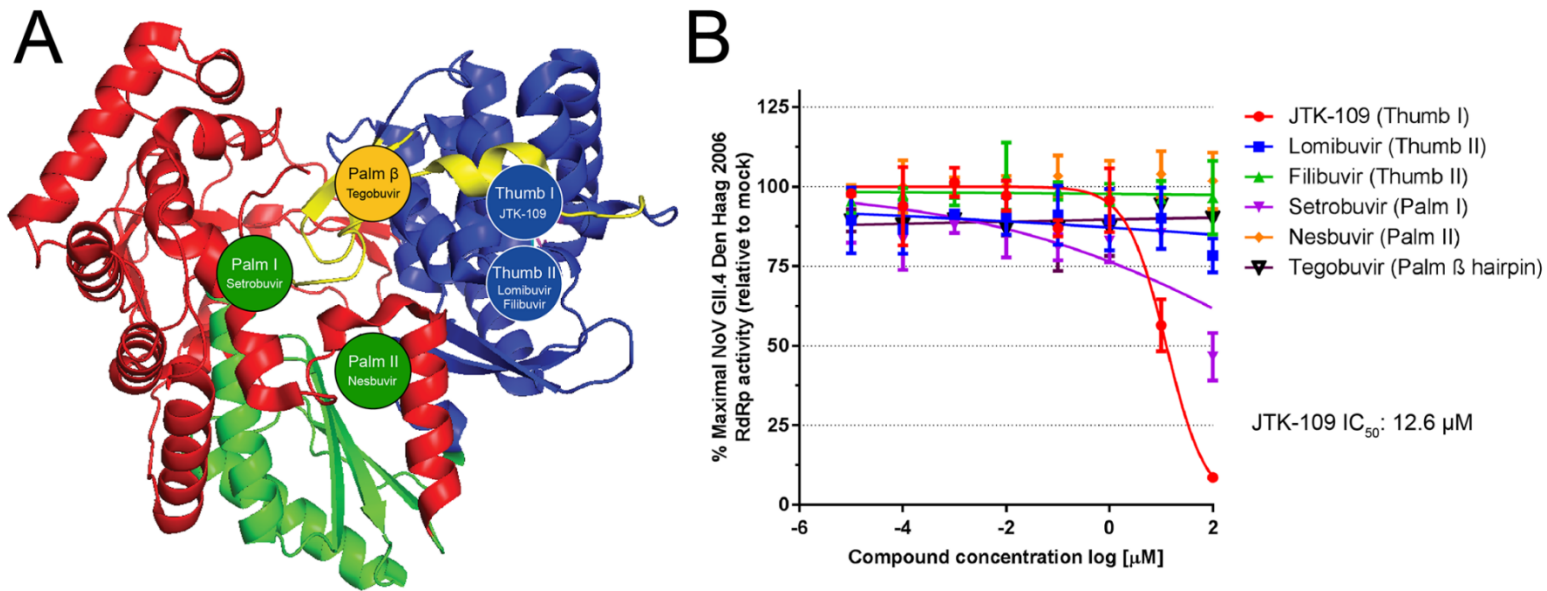 A
Palm β
Tegobuvir
Thumb I
JTK-109
Palm I
Setrobuvir
Thumb II
Lomibuvir
Filibuvir
Palm II
Nesbuvir
B
% Maximal NoV GII.4 Den Haag 2006
RdRp activity (relative to mock)
125
100
75
50
25
0
-6
-4
-2
0
2
Compound concentration log [µM]
JTK-109 (Thumb I)
Lomibuvir (Thumb II)
Filibuvir (Thumb II)
Setrobuvir (Palm I)
Nesbuvir (Palm II)
Tegobuvir (Palm ß hairpin)
JTK-109 IC50: 12.6 µM